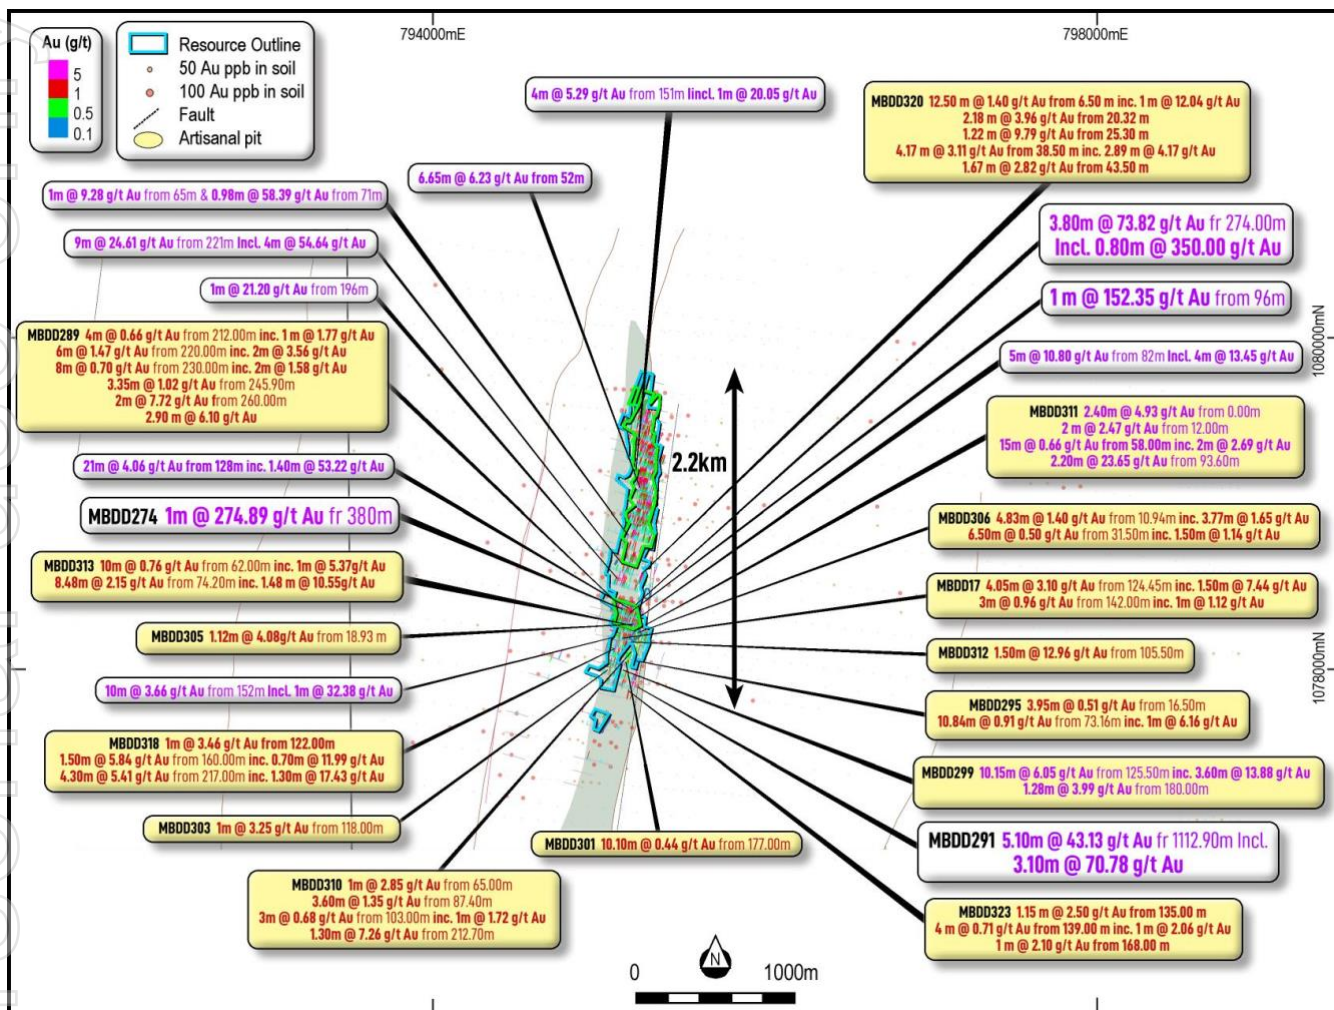 794000mE
798000mE
Au (g/t)
5
1
0.5
0.1
Resource Outline
50 Au ppb in soil
100 Au ppb in soil
Fault
Artisanal pit
4m @ 5.29 g/t Au from 151m Iincl. 1m @ 20.05 g/t Au
6.65m @ 6.23 g/t Au from 52m
1m @ 9.28 g/t Au from 65m & 0.98m @ 58.39 g/t Au from 71m
9m @ 24.61 g/t Au from 221m Incl. 4m @ 54.64 g/t Au
1m @ 21.20 g/t Au from 196m
MBDD289 4m @ 0.66 g/t Au from 212.00m inc. 1 m @ 1.77 g/t Au
6m @ 1.47 g/t Au from 220.00m inc. 2m @ 3.56 g/t Au
8m @ 0.70 g/t Au from 230.00m inc. 2m @ 1.58 g/t Au
3.35m @ 1.02 g/t Au from 245.90m
2m @ 7.72 g/t Au from 260.00m
2.90 m @ 6.10 g/t Au
21m @ 4.06 g/t Au from 128m inc. 1.40m @ 53.22 g/t Au
MBDD274 1m @ 274.89 g/t Au fr 380m
MBDD313 10m @ 0.76 g/t Au from 62.00m inc. 1m @ 5.37g/t Au
8.48m @ 2.15 g/t Au from 74.20m inc. 1.48 m @ 10.55g/t Au
MBDD305 1.12m @ 4.08g/t Au from 18.93 m
10m @ 3.66 g/t Au from 152m Incl. 1m @ 32.38 g/t Au
MBDD318 1m @ 3.46 g/t Au from 122.00m
1.50m @ 5.84 g/t Au from 160.00m inc. 0.70m @ 11.99 g/t Au
4.30m @ 5.41 g/t Au from 217.00m inc. 1.30m @ 17.43 g/t Au
MBDD303 1m @ 3.25 g/t Au from 118.00m
MBDD310 1m @ 2.85 g/t Au from 65.00m
3.60m @ 1.35 g/t Au from 87.40m
3m @ 0.68 g/t Au from 103.00m inc. 1m @ 1.72 g/t Au
1.30m @ 7.26 g/t Au from 212.70m
MBDD301 10.10m @ 0.44 g/t Au from 177.00m
2.2km
MBDD320 12.50 m @ 1.40 g/t Au from 6.50 m inc. 1 m @ 12.04 g/t Au
2.18 m @ 3.96 g/t Au from 20.32 m
1.22 m @ 9.79 g/t Au from 25.30 m
4.17 m @ 3.11 g/t Au from 38.50 m inc. 2.89 m @ 4.17 g/t Au
1.67 m @ 2.82 g/t Au from 43.50 m
3.80m @ 73.82 g/t Au fr 274.00m
Incl. 0.80m @ 350.00 g/t Au
1 m @ 152.35 g/t Au from 96m
5m @ 10.80 g/t Au from 82m Incl. 4m @ 13.45 g/t Au
MBDD311 2.40m @ 4.93 g/t Au from 0.00m
2 m @ 2.47 g/t Au from 12.00m
15m @ 0.66 g/t Au from 58.00m inc. 2m @ 2.69 g/t Au
2.20m @ 23.65 g/t Au from 93.60m
MBDD306 4.83m @ 1.40 g/t Au from 10.94m inc. 3.77m @ 1.65 g/t Au
6.50m @ 0.50 g/t Au from 31.50m inc. 1.50m @ 1.14 g/t Au
MBDD17 4.05m @ 3.10 g/t Au from 124.45m inc. 1.50m @ 7.44 g/t Au
3m @ 0.96 g/t Au from 142.00m inc. 1m @ 1.12 g/t Au
MBDD312 1.50m @ 12.96 g/t Au from 105.50m
MBDD295 3.95m @ 0.51 g/t Au from 16.50m
10.84m @ 0.91 g/t Au from 73.16m inc. 1m @ 6.16 g/t Au
MBDD299 10.15m @ 6.05 g/t Au from 125.50m inc. 3.60m @ 13.88 g/t Au
1.28m @ 3.99 g/t Au from 180.00m
MBDD291 5.10m @ 43.13 g/t Au fr 1112.90m Incl.
3.10m @ 70.78 g/t Au
MBDD323 1.15 m @ 2.50 g/t Au from 135.00 m
4 m @ 0.71 g/t Au from 139.00 m inc. 1 m @ 2.06 g/t Au
1 m @ 2.10 g/t Au from 168.00 m
1080000mN
1078000mN
N
0 1000m